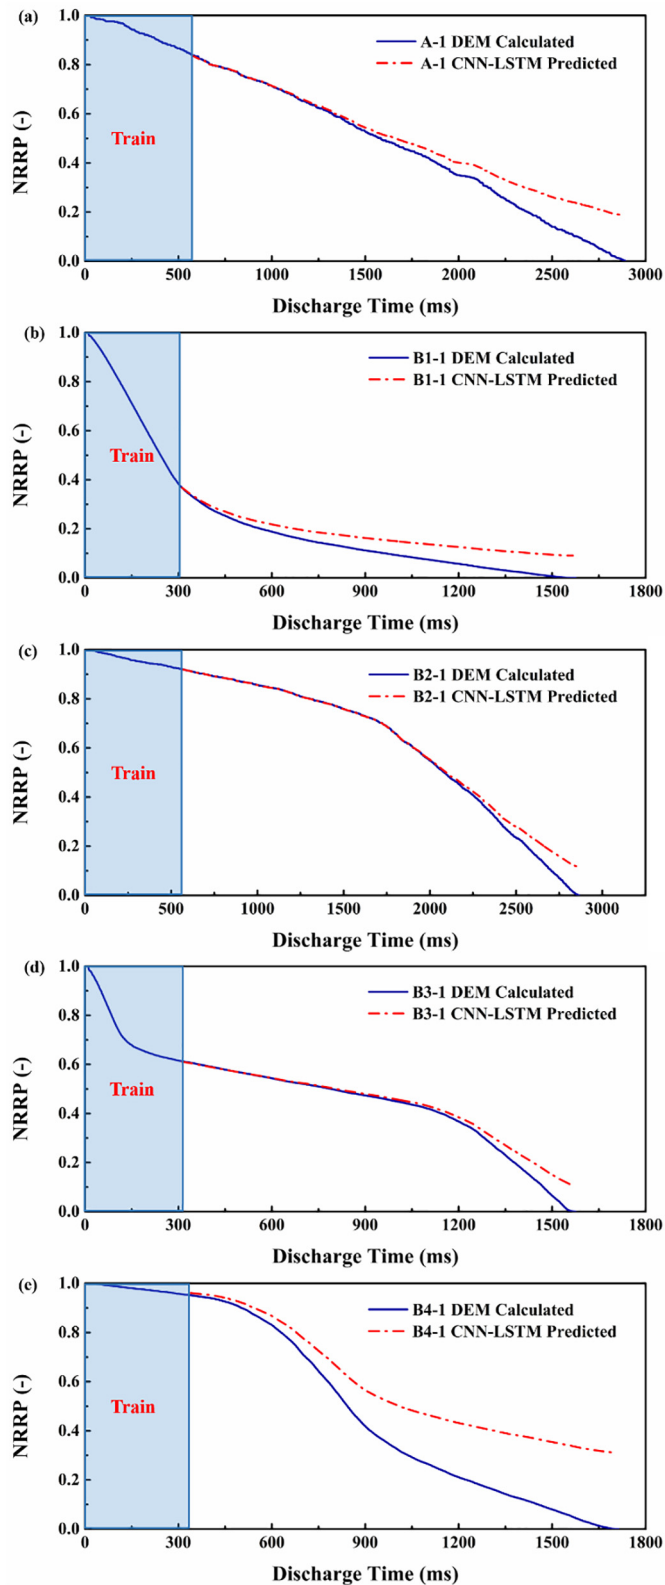 (a)
1.0
0.8
0.6
0.4
0.2
0.0
NRRP (-)
Train
A-1 DEM Calculated
A-1 CNN-LSTM Predicted
0 500 1000 1500 2000 2500 3000
Discharge Time (ms)
(b)
1.0
0.8
0.6
0.4
0.2
0.0
NRRP (-)
Train
B1-1 DEM Calculated
B1-1 CNN-LSTM Predicted
0 300 600 900 1200 1500 1800
Discharge Time (ms)
(c)
1.0
0.8
0.6
0.4
0.2
0.0
NRRP (-)
Train
B2-1 DEM Calculated
B2-1 CNN-LSTM Predicted
0 500 1000 1500 2000 2500 3000
Discharge Time (ms)
(d)
1.0
0.8
0.6
0.4
0.2
0.0
NRRP (-)
Train
B3-1 DEM Calculated
B3-1 CNN-LSTM Predicted
0 300 600 900 1200 1500 1800
Discharge Time (ms)
(e)
1.0
0.8
0.6
0.4
0.2
0.0
NRRP (-)
Train
B4-1 DEM Calculated
B4-1 CNN-LSTM Predicted
0 300 600 900 1200 1500 1800
Discharge Time (ms)